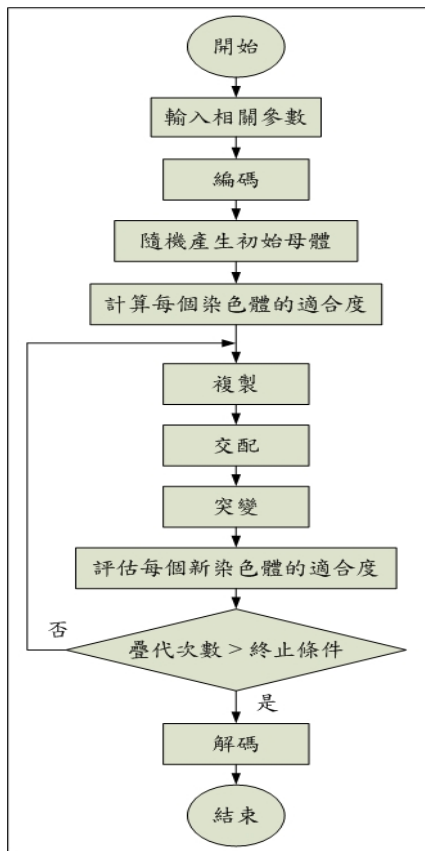 開始
輸入相關參數
編碼
隨機產生初始母體
計算每個染色體的適合度
複製
交配
突變
評估每個新染色體的適合度
否
疊代次數 > 終止條件
是
解碼
結束